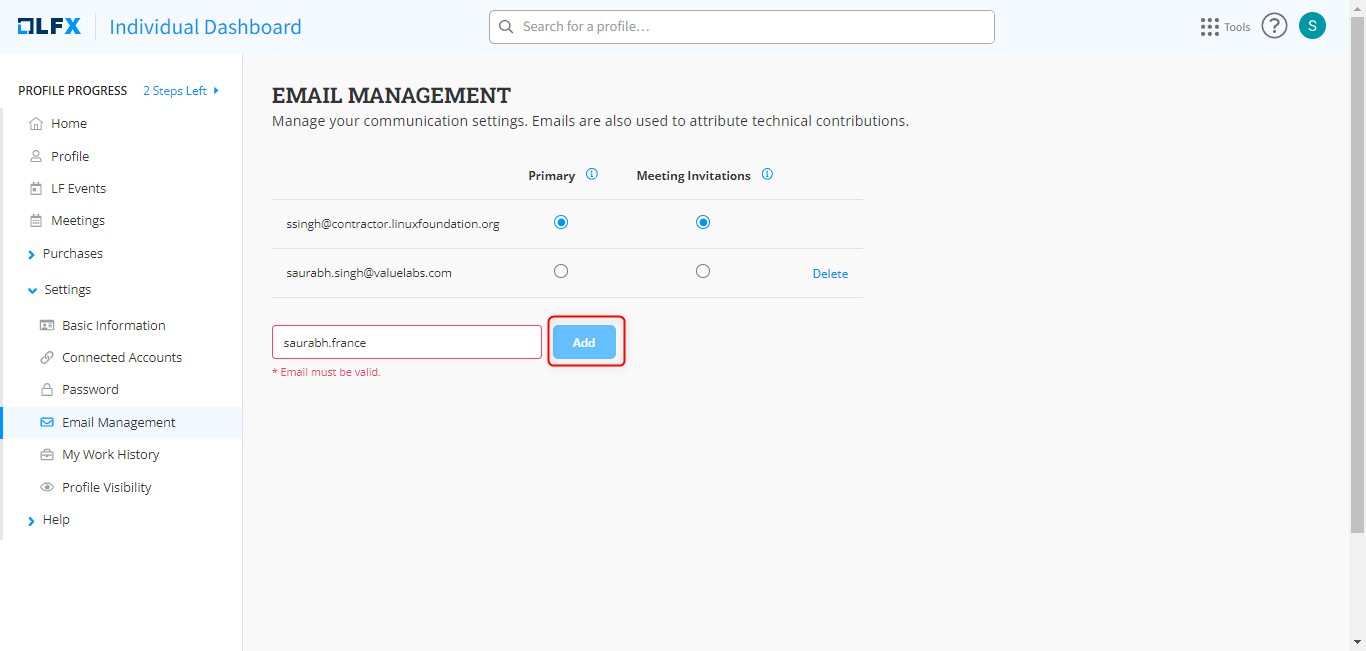 LFX Individual Dashboard
Search for a profile...
Tools
?
S
PROFILE PROGRESS 2 Steps Left
Home
Profile
LF Events
Meetings
Purchases
Settings
Basic Information
Connected Accounts
Password
Email Management
My Work History
Profile Visibility
Help
EMAIL MANAGEMENT
Manage your communication settings. Emails are also used to attribute technical contributions.
Primary Meeting Invitations
ssingh@contractor.linuxfoundation.org
saurabh.singh@valuelabs.com Delete
saurabh.france Add
* Email must be valid.